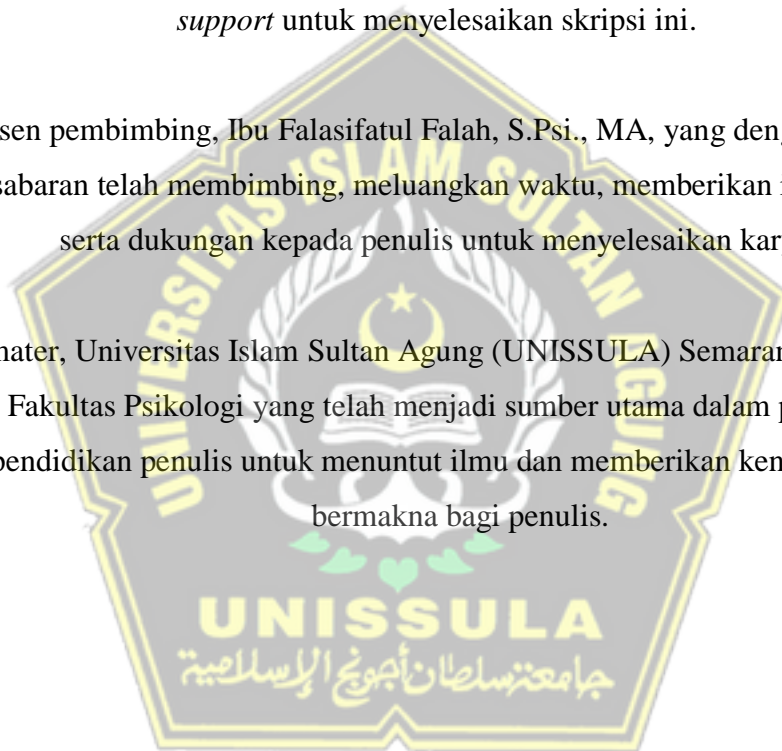 support untuk menyelesaikan skripsi ini.
sen pembimbing, Ibu Falasifatul Falah, S.Psi., MA, yang den
sabaran telah membimbing, meluangkan waktu, memberikan
serta dukungan kepada penulis untuk menyelesaikan kar
nater, Universitas Islam Sultan Agung (UNISSULA) Semaran
Fakultas Psikologi yang telah menjadi sumber utama dalam p
pendidikan penulis untuk menuntut ilmu dan memberikan ken
bermakna bagi penulis.
UNIVERSITAS ISLAM SULTAN AGUNG
UNISSULA
جامعة سلطان أجونج الإسلامية